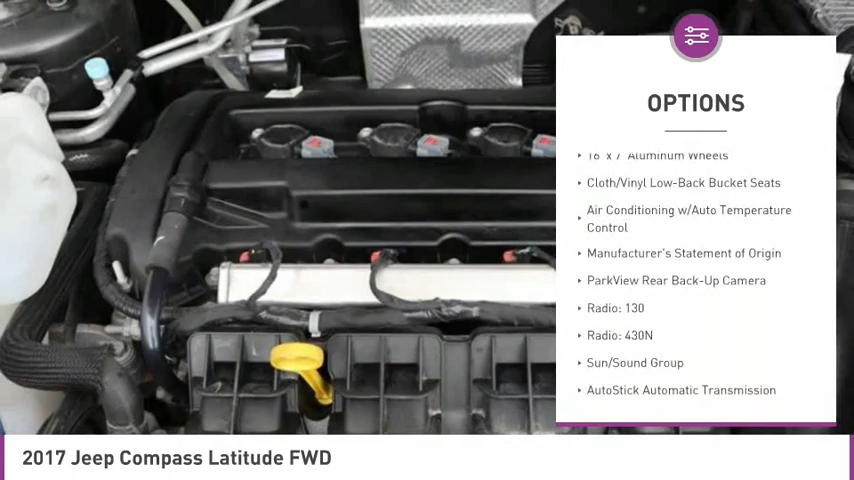 OPTIONS
16" x 7" Aluminum Wheels
Cloth/Vinyl Low-Back Bucket Seats
Air Conditioning w/Auto Temperature
Control
Manufacturer's Statement of Origin
ParkView Rear Back-Up Camera
Radio: 130
Radio: 430N
Sun/Sound Group
AutoStick Automatic Transmission
2017 Jeep Compass Latitude FWD